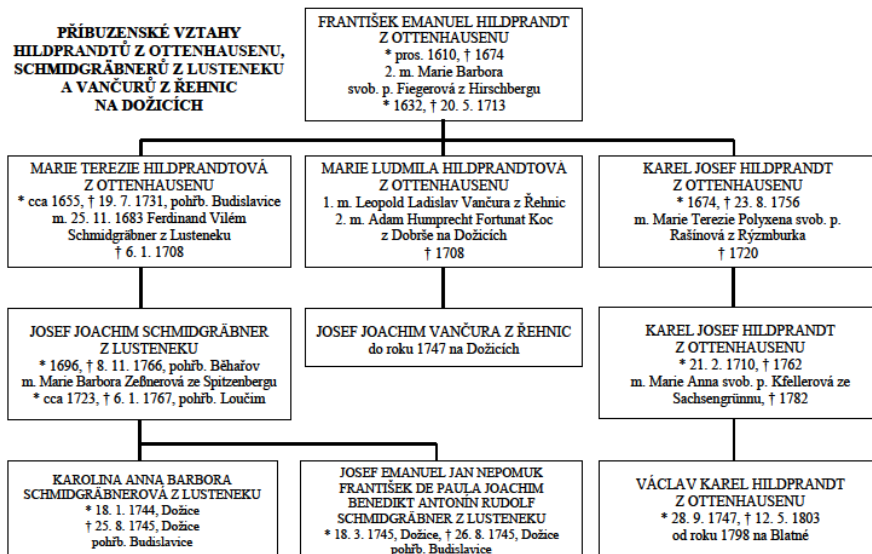 PŘÍBUZENSKÉ VZTAHY
HILDPRANDTŮ Z OTTENHAUSENU,
SCHMIDGRÄBNERŮ Z LUSTENEKU
A VANČURŮ Z ŘEHNIC
NA DOŽICÍCH
FRANTIŠEK EMANUEL HILDPRANDT
Z OTTENHAUSENU
* pros. 1610, † 1674
2. m. Marie Barbora
svob. p. Fiegerová z Hirschbergu
* 1632, † 20. 5. 1713
MARIE TEREZIE HILDPRANDTOVÁ
Z OTTENHAUSENU
* cca 1655, † 19. 7. 1731, pohřb. Budislavice
m. 25. 11. 1683 Ferdinand Vilém
Schmidgräbner z Lusteneku
† 6. 1. 1708
MARIE LUDMILA HILDPRANDTOVÁ
Z OTTENHAUSENU
1. m. Leopold Ladislav Vančura z Řehnic
2. m. Adam Humprecht Fortunat Koc
z Dobrše na Dožicích
† 1708
KAREL JOSEF HILDPRANDT
Z OTTENHAUSENU
* 1674, † 23. 8. 1756
m. Marie Terezie Polyxena svob. p.
Rašínová z Rýzmburka
† 1720
JOSEF JOACHIM SCHMIDGRÄBNER
Z LUSTENEKU
* 1696, † 8. 11. 1766, pohřb. Běhařov
m. Marie Barbora Zeßnerová ze Spitzenbergu
* cca 1723, † 6. 1. 1767, pohřb. Loučim
JOSEF JOACHIM VANČURA Z ŘEHNIC
do roku 1747 na Dožicích
KAREL JOSEF HILDPRANDT
Z OTTENHAUSENU
* 21. 2. 1710, † 1762
m. Marie Anna svob. p. Kfellerová ze
Sachsengrünnu, † 1782
KAROLINA ANNA BARBORA
SCHMIDGRÄBNEROVÁ Z LUSTENEKU
* 18. 1. 1744, Dožice
† 25. 8. 1745, Dožice
pohřb. Budislavice
JOSEF EMANUEL JAN NEPOMUK
FRANTIŠEK DE PAULA JOACHIM
BENEDIKT ANTONÍN RUDOLF
SCHMIDGRÄBNER Z LUSTENEKU
* 18. 3. 1745, Dožice, † 26. 8. 1745, Dožice
pohřb. Budislavice
VÁCLAV KAREL HILDPRANDT
Z OTTENHAUSENU
* 28. 9. 1747, † 12. 5. 1803
od roku 1798 na Blatné